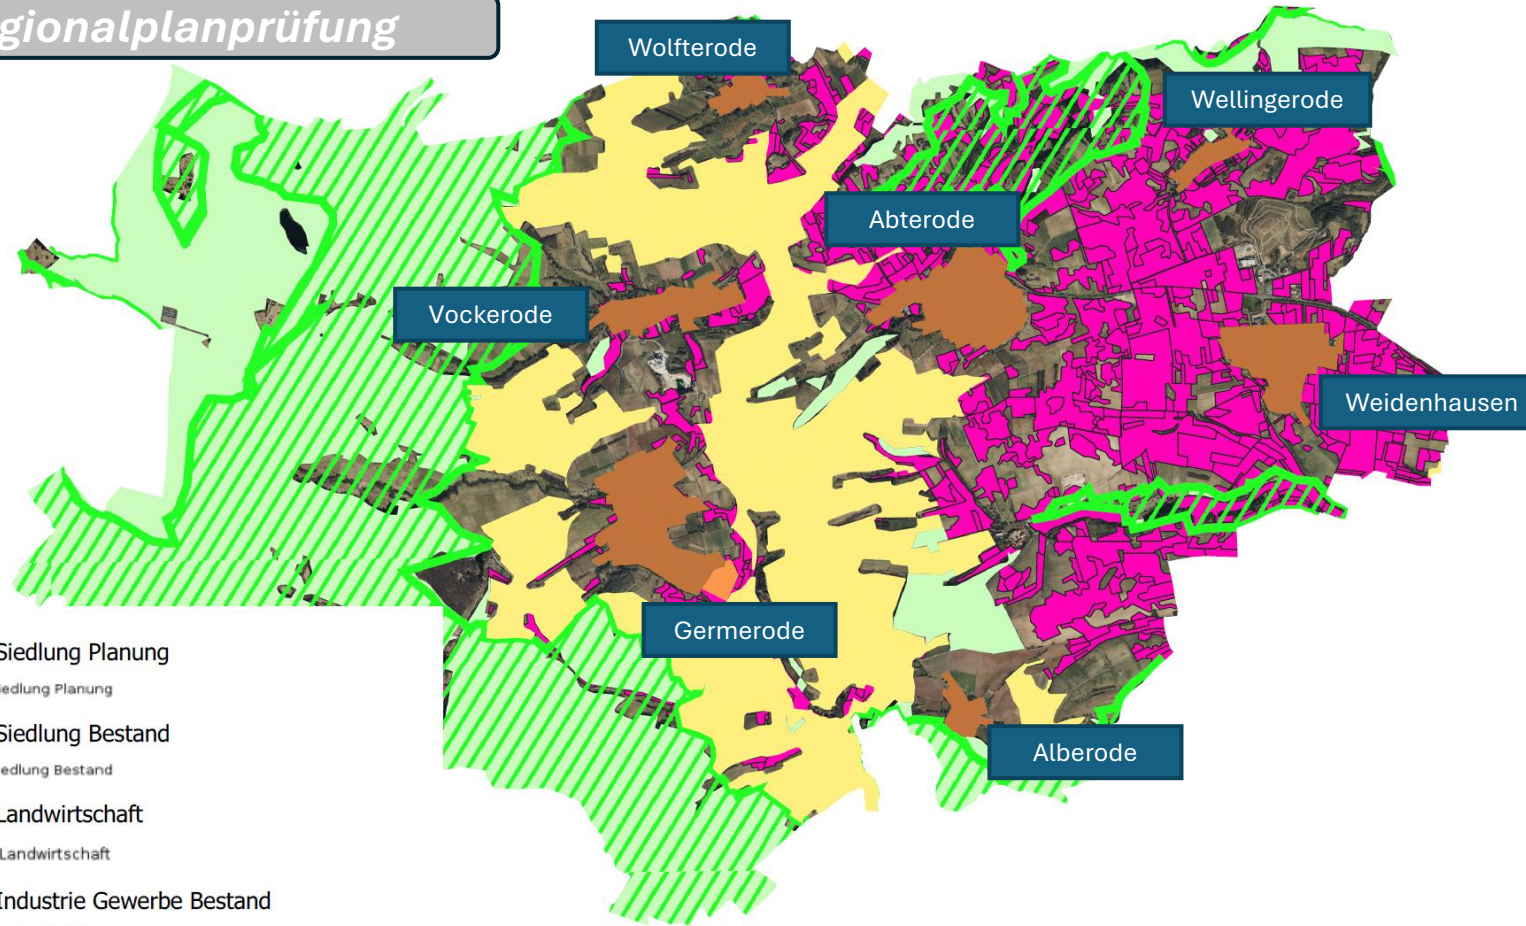 gionalplanprüfung
Wolfterode
Wellingerode
Abterode
Vockerode
Weidenhausen
Germerode
Siedlung Planung
iedlung Planung
Siedlung Bestand
edlung Bestand
Alberode
Landwirtschaft
Landwirtschaft
Industrie Gewerbe Bestand